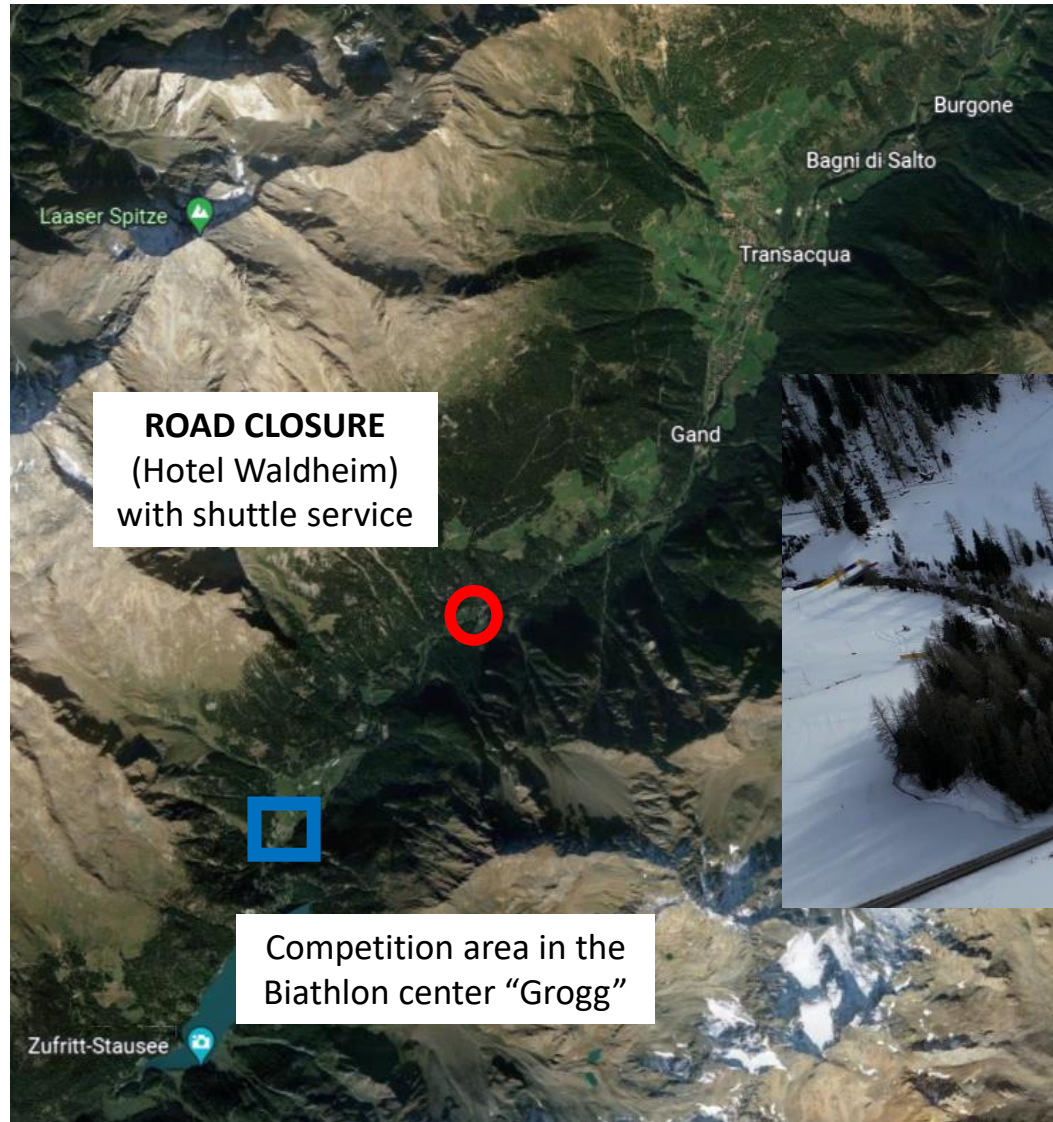 Burgone
Bagni di Salto
Laaser Spitze
Transacqua
ROAD CLOSURE
(Hotel Waldheim)
with shuttle service
Gand
Competition area in the
Biathlon center “Grogg”
Zufritt-Stausee